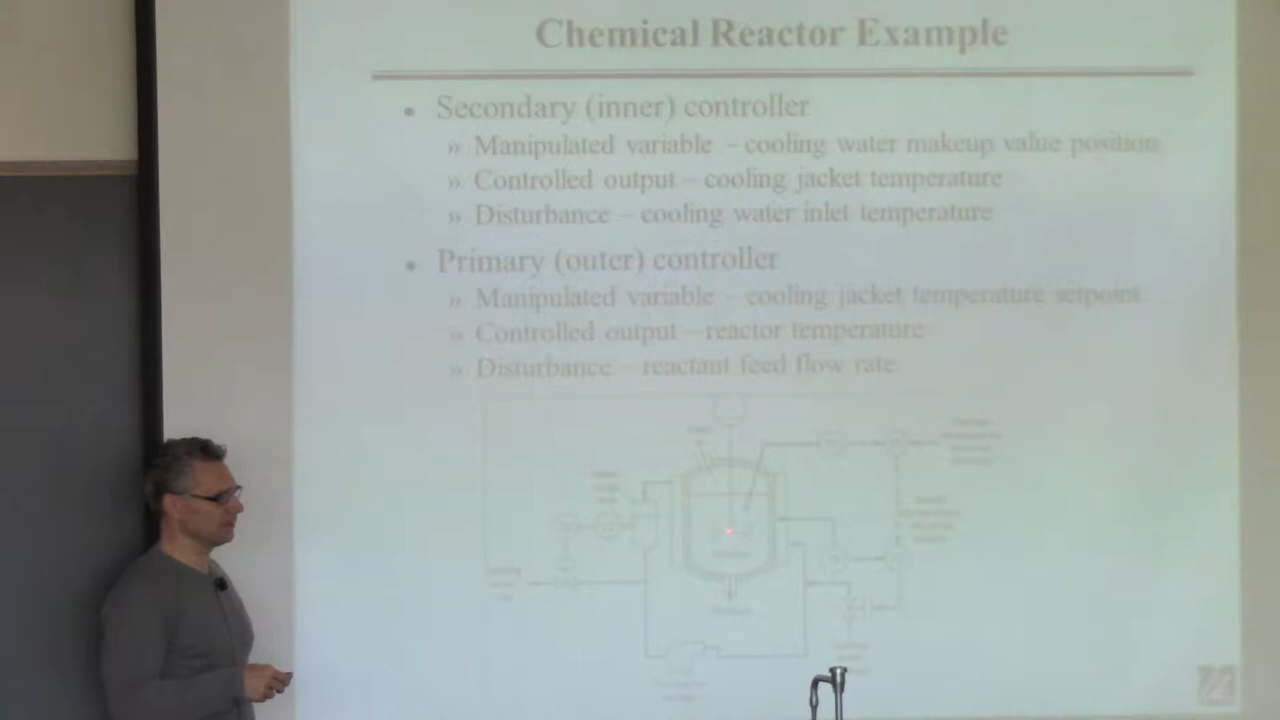 Chemical Reactor Example
• Secondary (inner) controller
» Manipulated variable – cooling water makeup value position
» Controlled output – cooling jacket temperature
» Disturbance – cooling water inlet temperature
• Primary (outer) controller
» Manipulated variable – cooling jacket temperature setpoint
» Controlled output – reactor temperature
» Disturbance – reactant feed flow rate